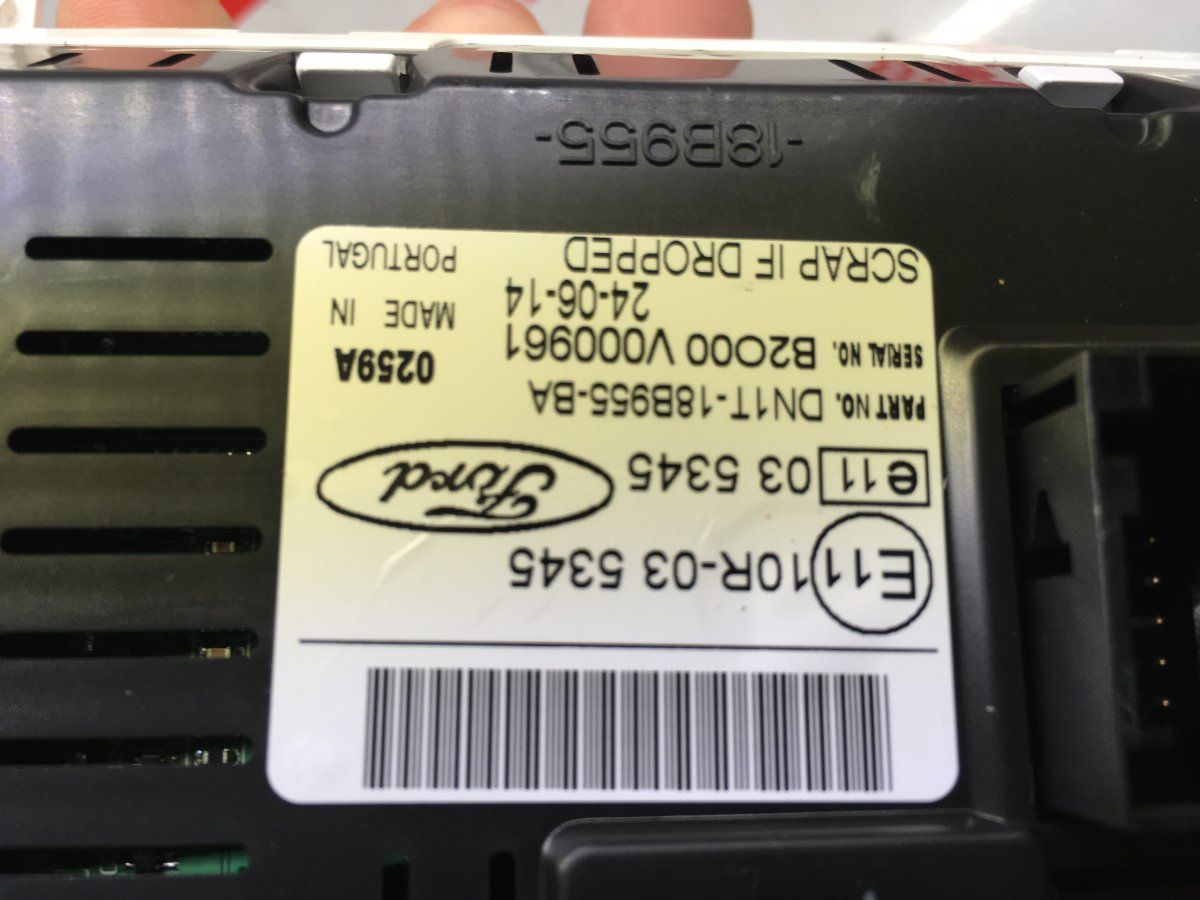 E11 10R-03 5345
e11 03 5345
Ford
PART NO. DN1T-18B955-BA
SERIAL NO. B2O00 V000961
0259A
24-06-14
MADE IN
SCRAP IF DROPPED
PORTUGAL
-18B955-